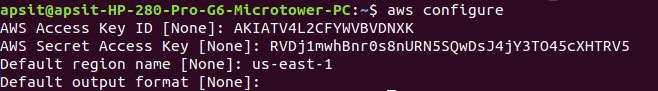 apsit@apsit-HP-280-Pro-G6-Microtower-PC:~$ aws configure
AWS Access Key ID [None]: AKIATV4L2CFYWVBVDNXK
AWS Secret Access Key [None]: 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
Default region name [None]: us-east-1
Default output format [None]: